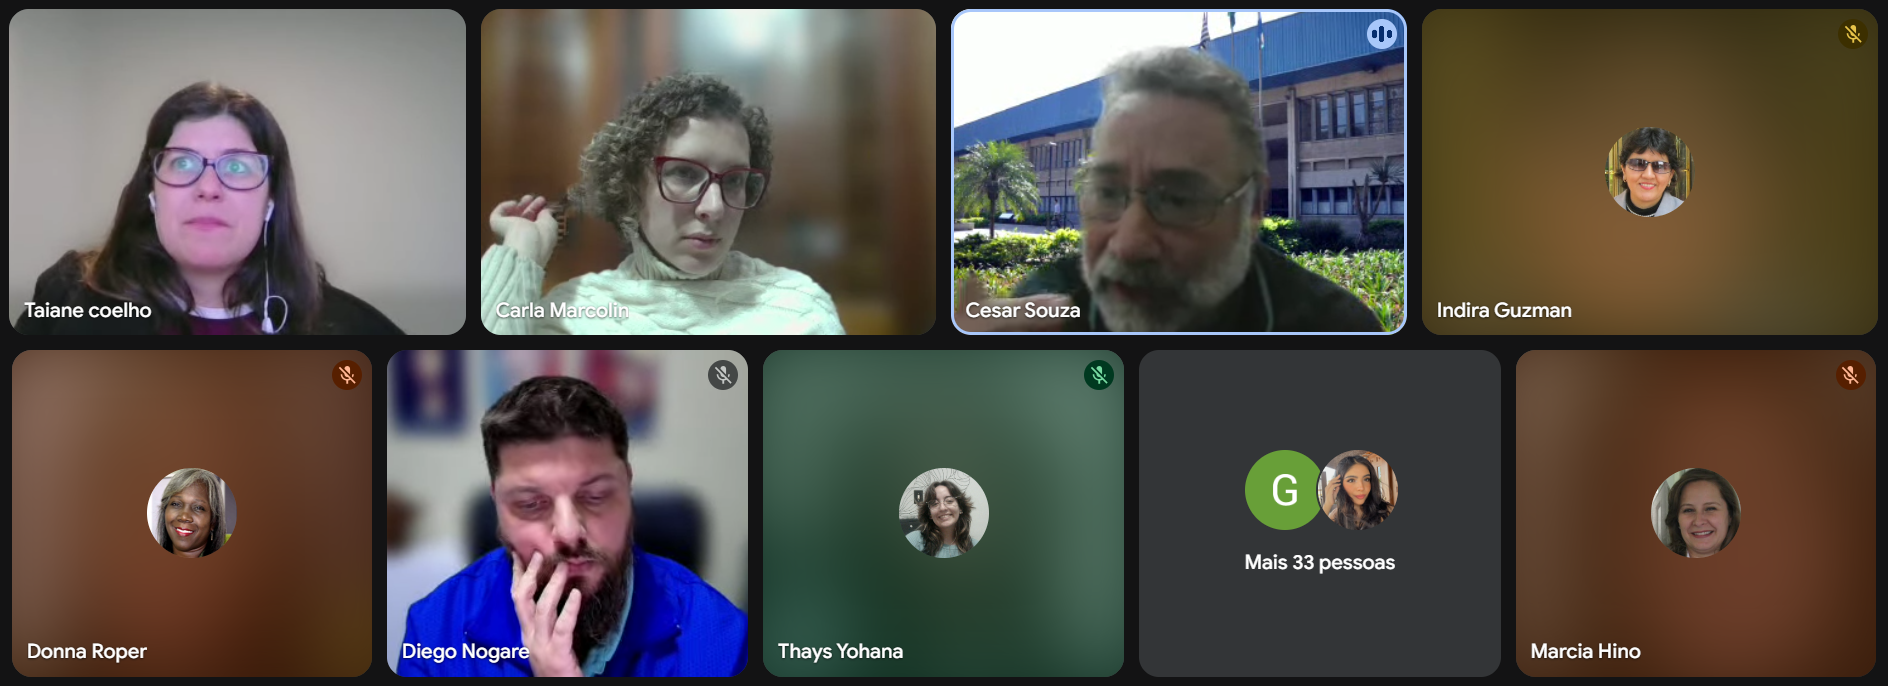 Taiane coelho
Carla Marcolin
Cesar Souza
Indira Guzman
Donna Roper
Diego Nogare
Thays Yohana
G
Mais 33 pessoas
Marcia Hino